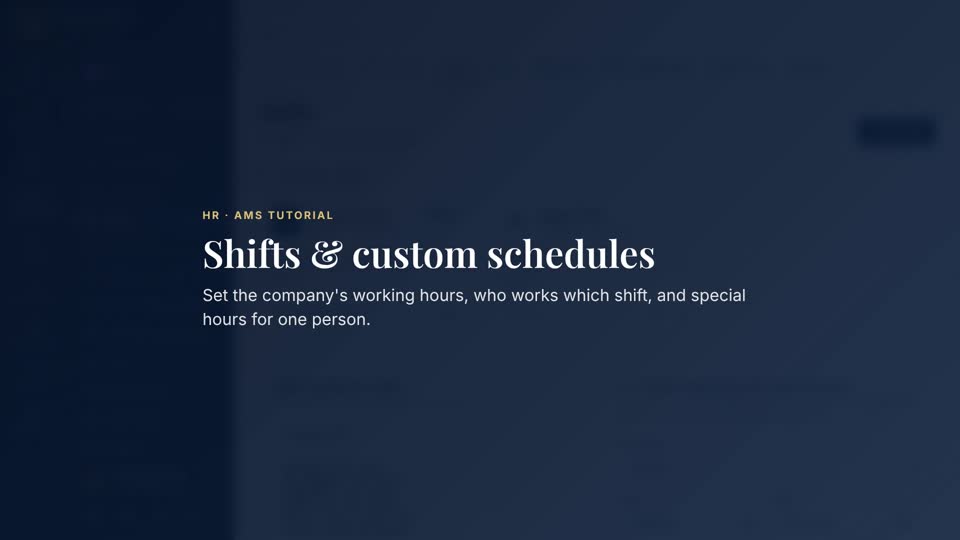 HR · AMS TUTORIAL
Shifts & custom schedules
Set the company's working hours, who works which shift, and special
hours for one person.